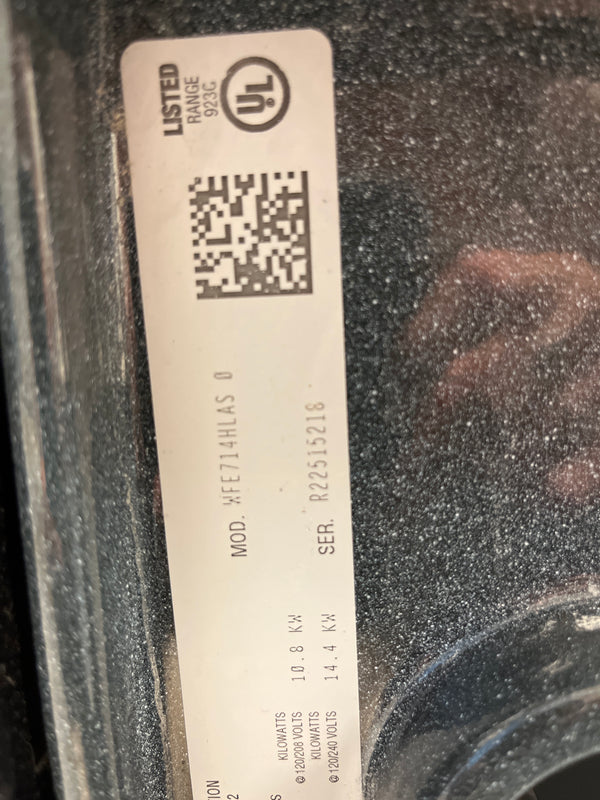 LISTED
RANGE
923G
UL
MOD. WFE714HLAS 0
SER. R22515218
KILOWATTS
@120/208 VOLTS 10.8 KW
KILOWATTS
@120/240 VOLTS 14.4 KW